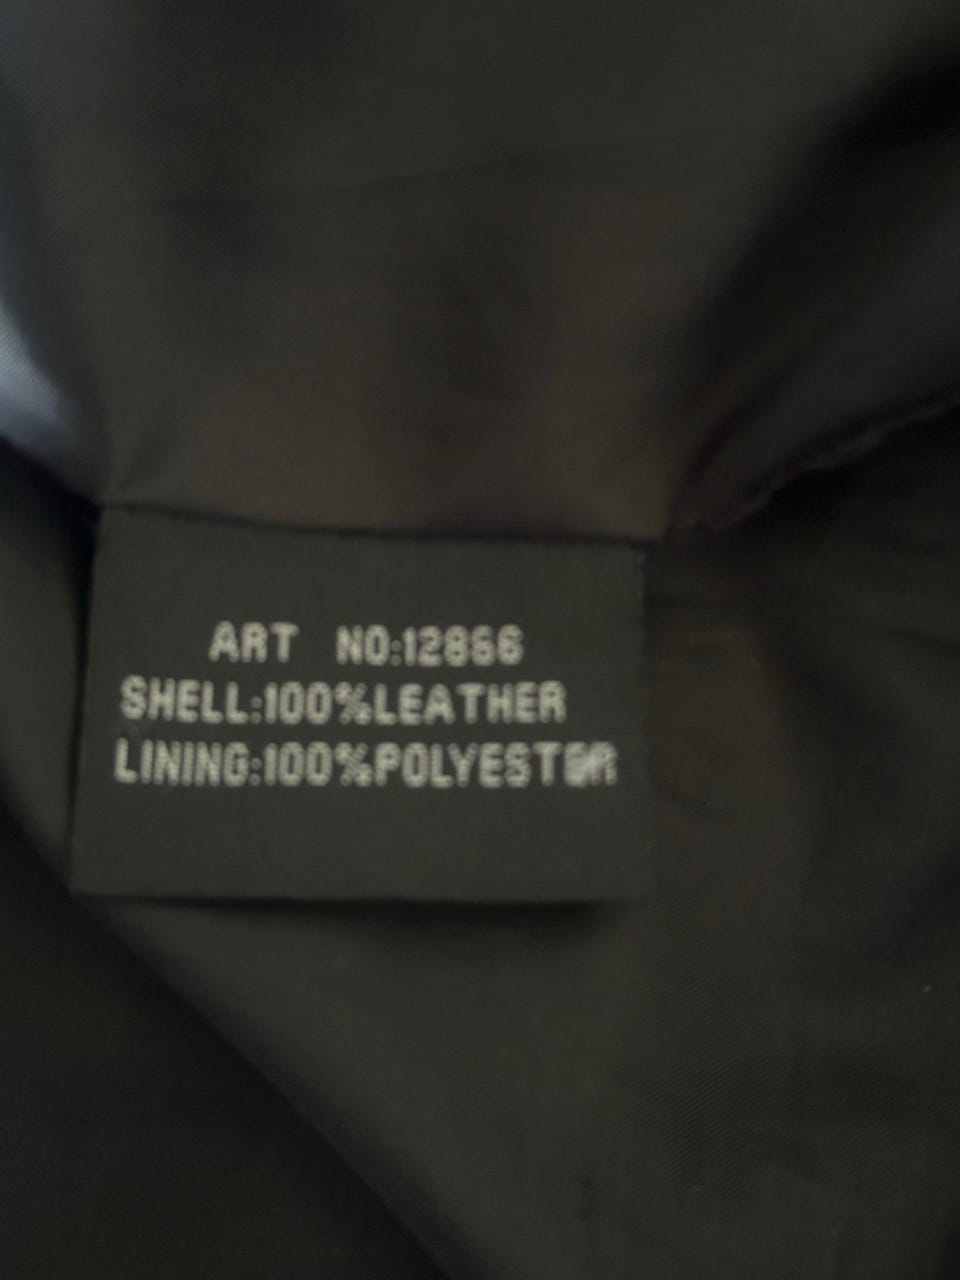 ART NO:12866
SHELL:100%LEATHER
LINING:100%POLYESTER